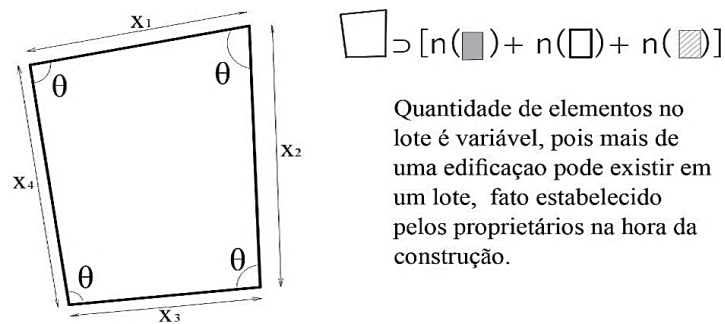 X1
θ
θ
X2
X4
θ
θ
X3
⊃ [n( )+ n( )+ n( )]
Quantidade de elementos no
lote é variável, pois mais de
uma edificaçao pode existir em
um lote, fato estabelecido
pelos proprietários na hora da
construção.